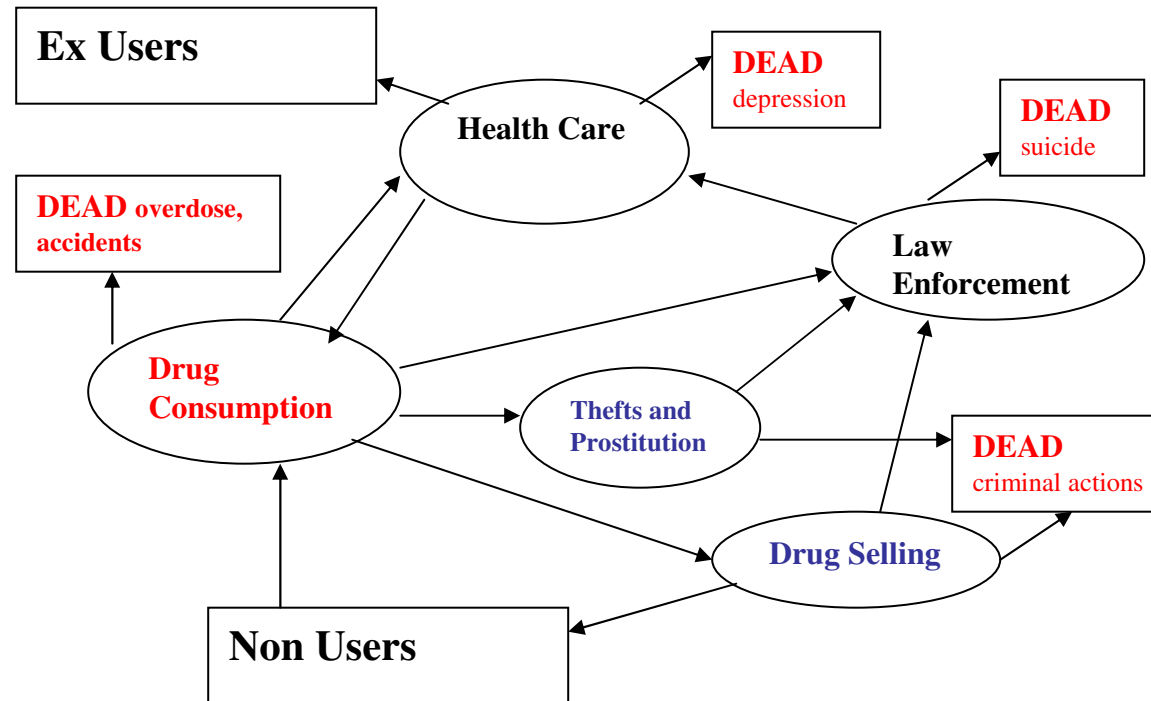 Ex Users
DEAD
depression
Health Care
DEAD
suicide
DEAD overdose,
accidents
Law
Enforcement
Drug
Consumption
Thefts and
Prostitution
DEAD
criminal actions
Drug Selling
Non Users